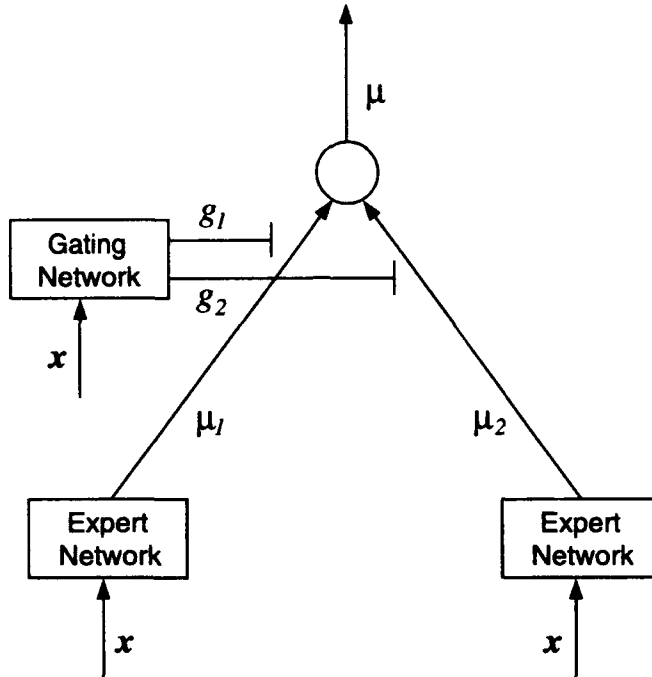 μ
g1
Gating
Network
g2
x
μ1
μ2
Expert
Network
Expert
Network
x
x